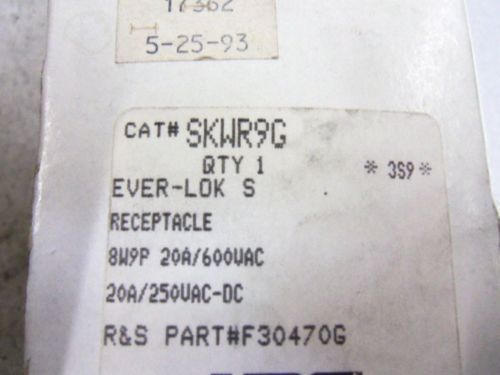 17362
5-25-93
CAT# SKWR9G
QTY 1
* 3S9 *
EVER-LOK S
RECEPTACLE
8W9P 20A/600VAC
20A/250VAC-DC
R&S PART#F30470G